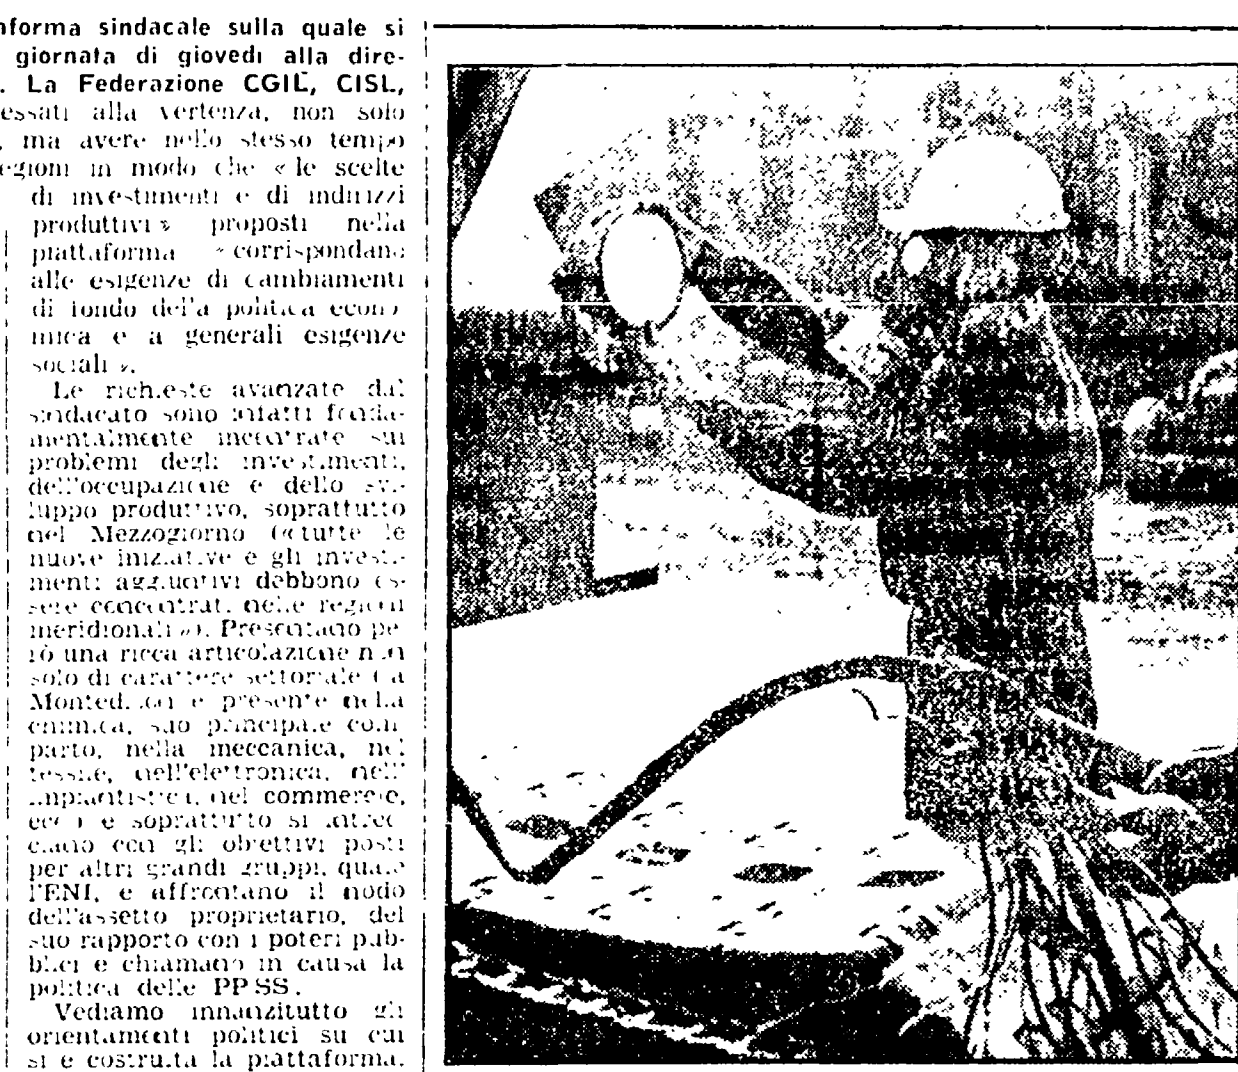 nforma sindacale sulla quale si
giornata di giovedì alla dire-
. La Federazione CGIL, CISL,
essati alla vertenza, non solo
, ma avere nello stesso tempo
egioni in modo che « le scelte
di investimenti e di indirizzi
produttivi » proposti nella
piattaforma « corrispondano
alle esigenze di cambiamenti
di fondo della politica econo-
mica e a generali esigenze
sociali ».
Le richieste avanzate dal
sindacato sono infatti fonda-
mentalmente incentrate sui
problemi degli investimenti,
dell'occupazione e dello svi-
luppo produttivo, soprattutto
nel Mezzogiorno («tutte le
nuove iniziative e gli investi-
menti aggiuntivi debbono es-
sere concentrati nelle regioni
meridionali »). Presentano pe-
rò una ricca articolazione non
solo di carattere settoriale (la
Montedison è presente nella
chimica, suo principale com-
parto, nella meccanica, nel
tessile, nell'elettronica, nell'
impiantistica, nel commercio,
ecc.) e soprattutto si intrec-
ciano con gli obiettivi posti
per altri grandi gruppi, quale
l'ENI, e affrontano il nodo
dell'assetto proprietario, del
suo rapporto con i poteri pub-
blici e chiamano in causa la
politica delle PP.SS.
Vediamo innanzitutto gli
orientamenti politici su cui
si è costruita la piattaforma.